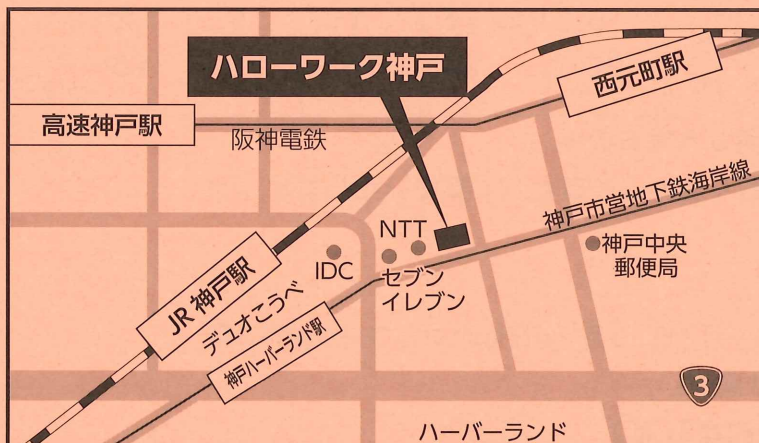 ハローワーク神戸
西元町駅
高速神戸駅
阪神電鉄
神戸市営地下鉄海岸線
NTT
神戸中央
郵便局
IDC
セブン
イレブン
JR 神戸駅
デュオこうべ
神戸ハーバーランド駅
3
ハーバーランド